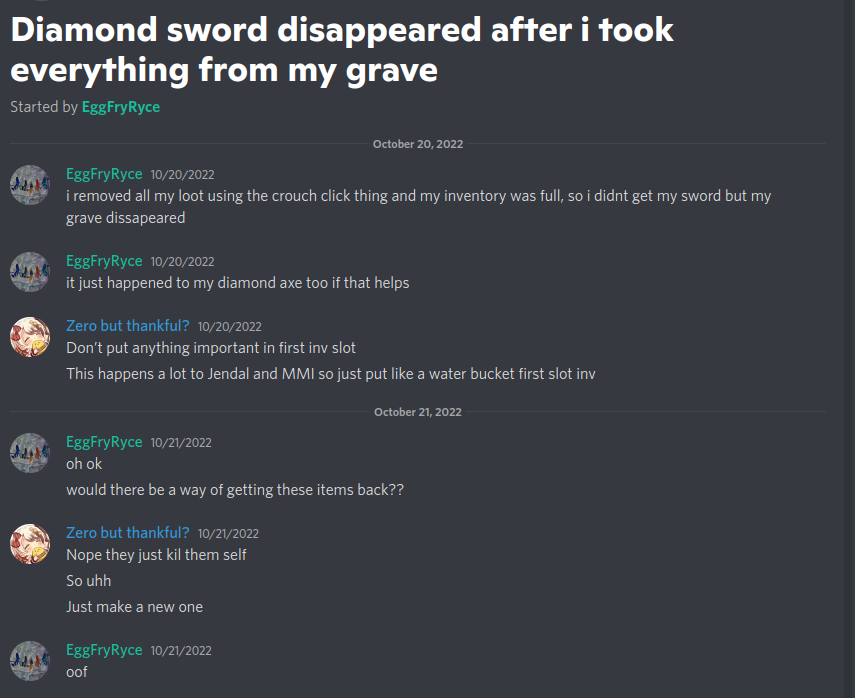 Diamond sword disappeared after i took
everything from my grave
Started by EggFryRyce
October 20, 2022
EggFryRyce 10/20/2022
i removed all my loot using the crouch click thing and my inventory was full, so i didnt get my sword but my
grave dissapeared
EggFryRyce 10/20/2022
it just happened to my diamond axe too if that helps
Zero but thankful? 10/20/2022
Don't put anything important in first inv slot
This happens a lot to Jendal and MMI so just put like a water bucket first slot inv
October 21, 2022
EggFryRyce 10/21/2022
oh ok
would there be a way of getting these items back??
Zero but thankful? 10/21/2022
Nope they just kil them self
So uhh
Just make a new one
EggFryRyce 10/21/2022
oof